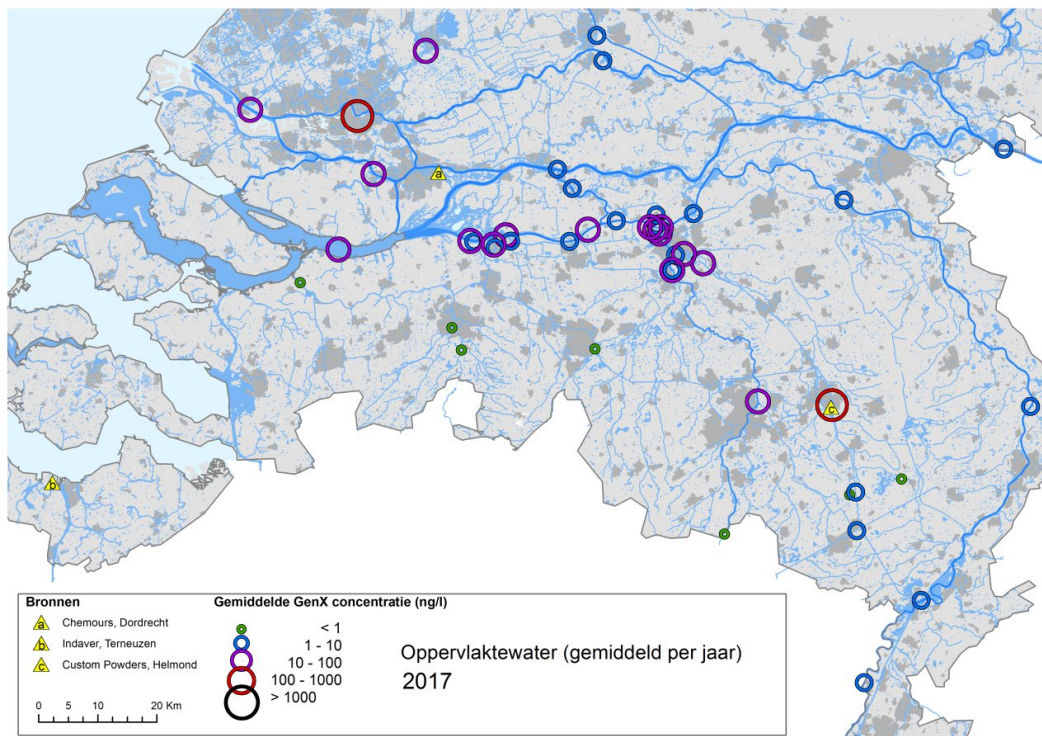 a
c
b
Bronnen
a Chemours, Dordrecht
b Indaver, Terneuzen
c Custom Powders, Helmond
0 5 10 20 Km
Gemiddelde GenX concentratie (ng/l)
< 1
1 - 10
10 - 100
100 - 1000
> 1000
Oppervlaktewater (gemiddeld per jaar)
2017